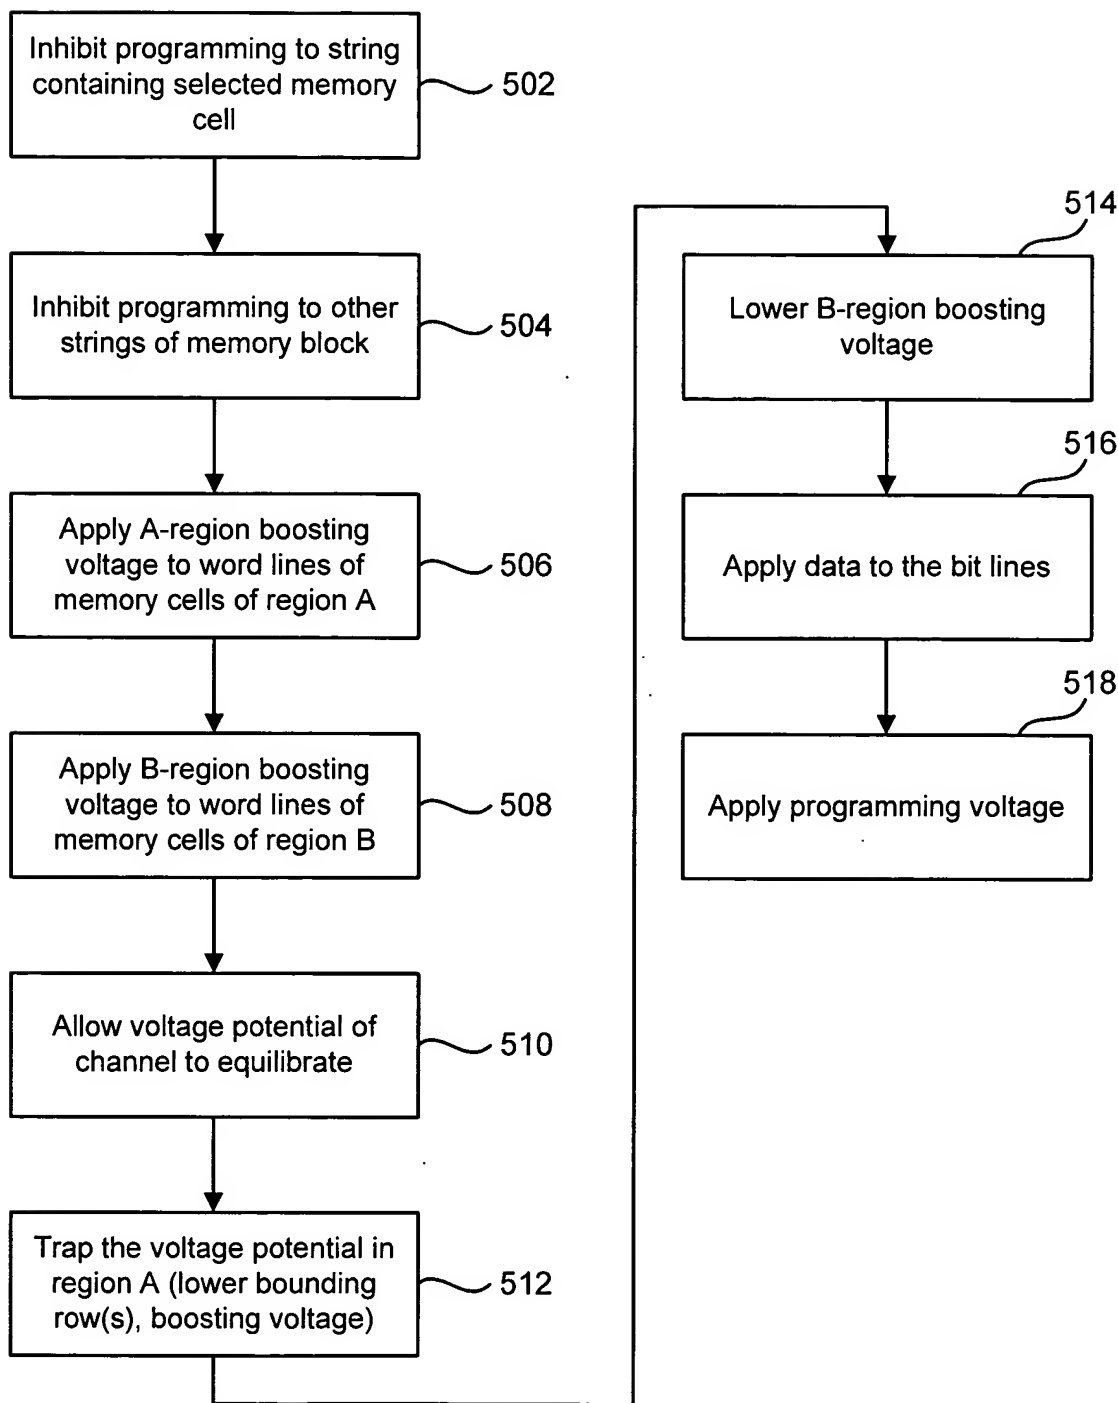 Inhibit programming to string
containing selected memory
cell
502
Inhibit programming to other
strings of memory block
504
Apply A-region boosting
voltage to word lines of
memory cells of region A
506
Apply B-region boosting
voltage to word lines of
memory cells of region B
508
Allow voltage potential of
channel to equilibrate
510
Trap the voltage potential in
region A (lower bounding
row(s), boosting voltage)
512
514
Lower B-region boosting
voltage
516
Apply data to the bit lines
518
Apply programming voltage